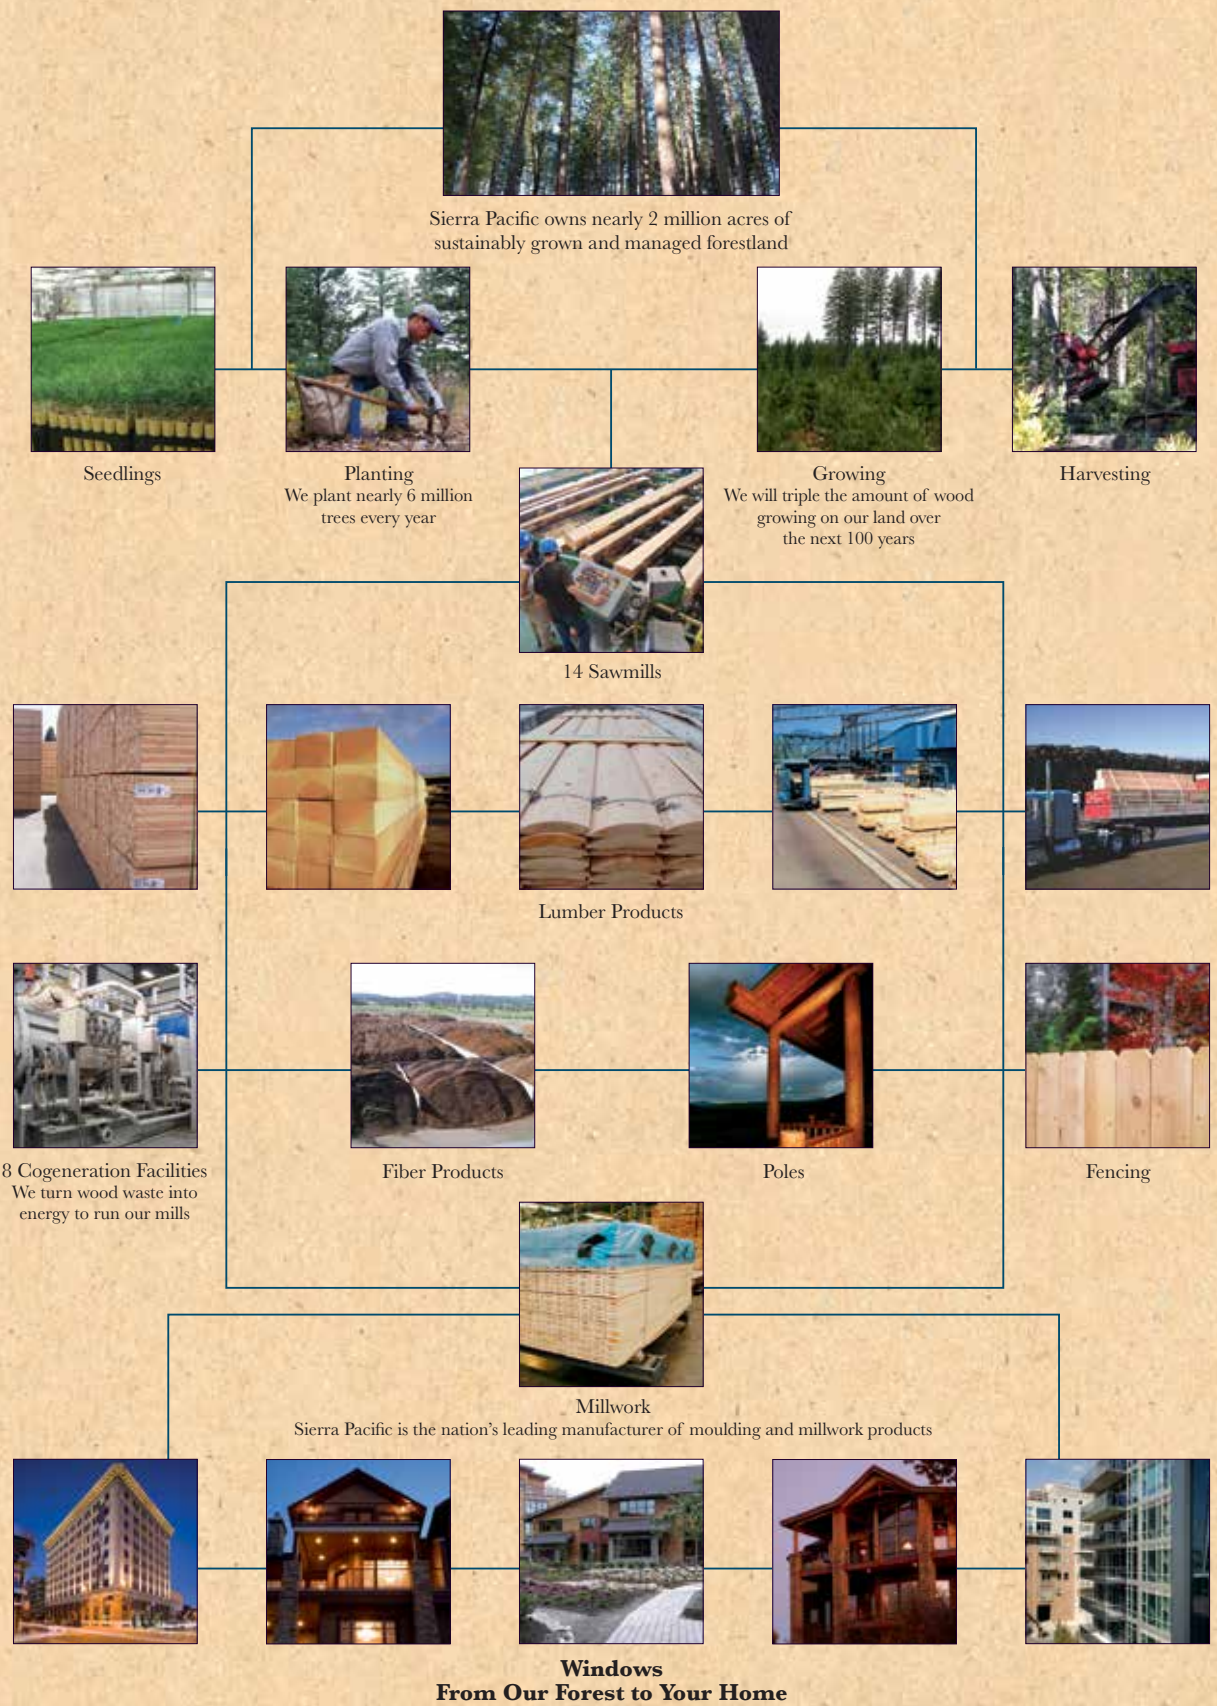 Sierra Pacific owns nearly 2 million acres of
sustainably grown and managed forestland
Seedlings
Planting
We plant nearly 6 million
trees every year
Growing
We will triple the amount of wood
growing on our land over
the next 100 years
Harvesting
14 Sawmills
Lumber Products
8 Cogeneration Facilities
We turn wood waste into
energy to run our mills
Fiber Products
Poles
Fencing
Millwork
Sierra Pacific is the nation’s leading manufacturer of moulding and millwork products
Windows
From Our Forest to Your Home